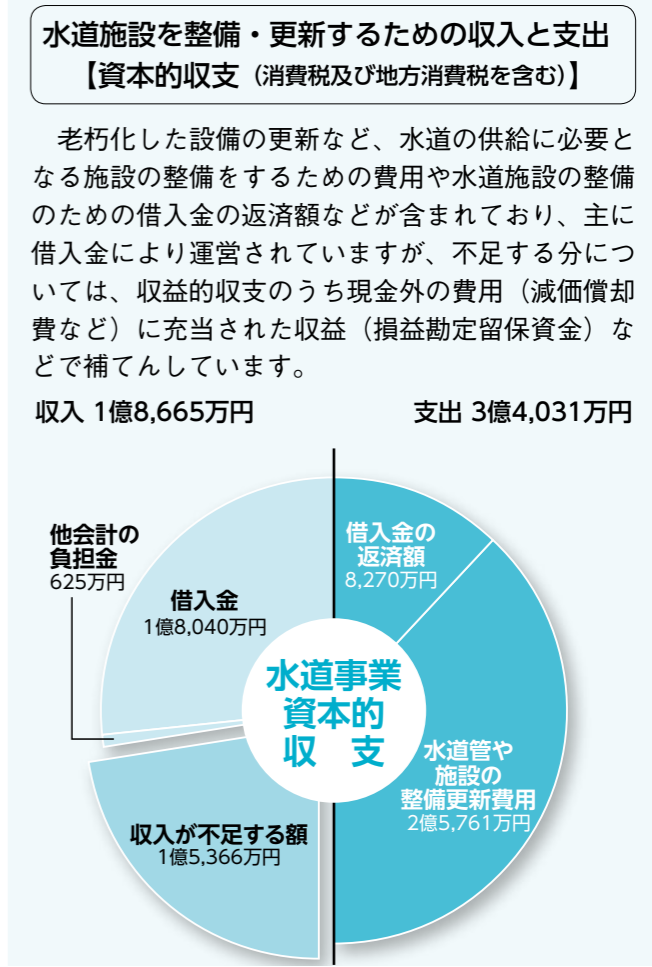 水道施設を整備・更新するための収入と支出
【資本的収支（消費税及び地方消費税を含む）】
老朽化した設備の更新など、水道の供給に必要と
なる施設の整備をするための費用や水道施設の整備
のための借入金の返済額などが含まれており、主に
借入金により運営されていますが、不足する分につ
いては、収益的収支のうち現金外の費用（減価償却
費など）に充当された収益（損益勘定留保資金）な
どで補てんしています。
収入 1億8,665万円
支出 3億4,031万円
他会計の
負担金
625万円
借入金
1億8,040万円
借入金の
返済額
8,270万円
水道事業
資本的
収　支
水道管や
施設の
整備更新費用
2億5,761万円
収入が不足する額
1億5,366万円